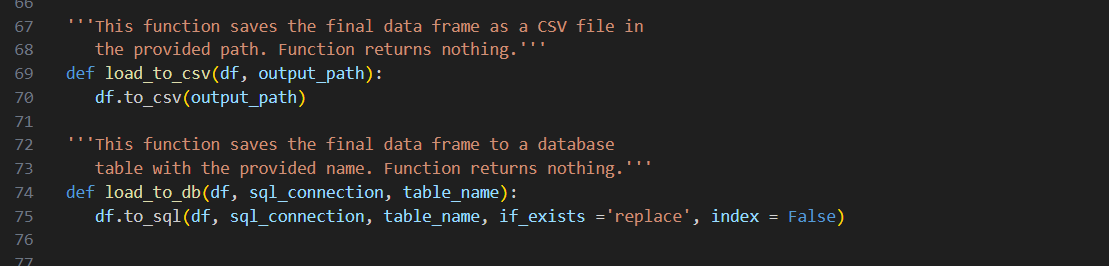 66
67 '''This function saves the final data frame as a CSV file in
68 the provided path. Function returns nothing.'''
69 def load_to_csv(df, output_path):
70 df.to_csv(output_path)
71
72 '''This function saves the final data frame to a database
73 table with the provided name. Function returns nothing.'''
74 def load_to_db(df, sql_connection, table_name):
75 df.to_sql(df, sql_connection, table_name, if_exists ='replace', index = False)
76
77